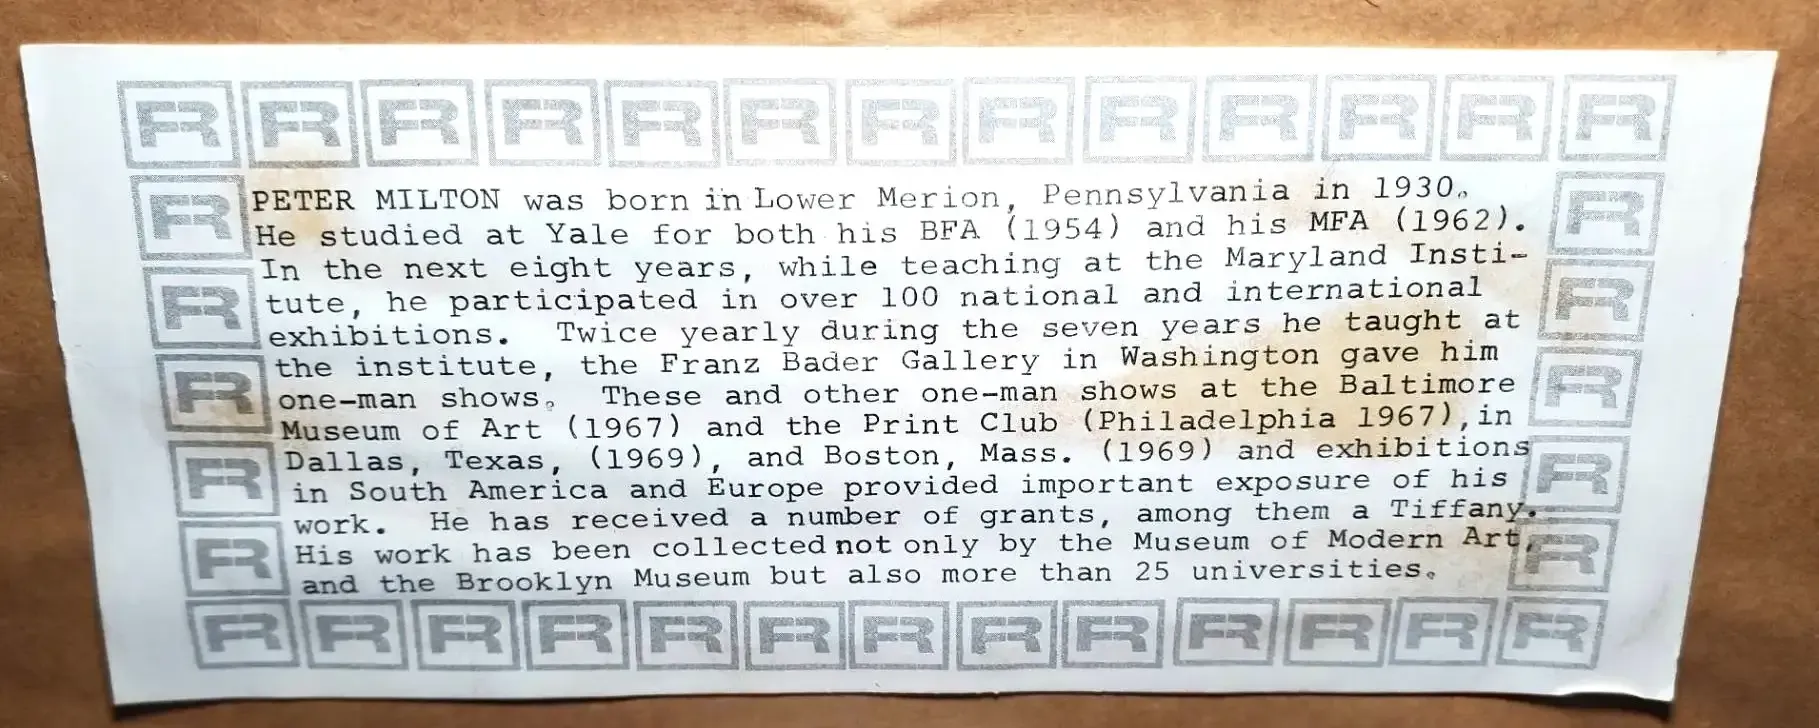 R R R R R R R R R R R R R
PETER MILTON was born in Lower Merion, Pennsylvania in 1930.
He studied at Yale for both his BFA (1954) and his MFA (1962).
In the next eight years, while teaching at the Maryland Insti-
tute, he participated in over 100 national and international
exhibitions. Twice yearly during the seven years he taught at
the institute, the Franz Bader Gallery in Washington gave him
one-man shows. These and other one-man shows at the Baltimore
Museum of Art (1967) and the Print Club (Philadelphia 1967), in
Dallas, Texas, (1969), and Boston, Mass. (1969) and exhibitions
in South America and Europe provided important exposure of his
work. He has received a number of grants, among them a Tiffany.
His work has been collected not only by the Museum of Modern Art,
and the Brooklyn Museum but also more than 25 universities.
R R R R R R R R R R R R R